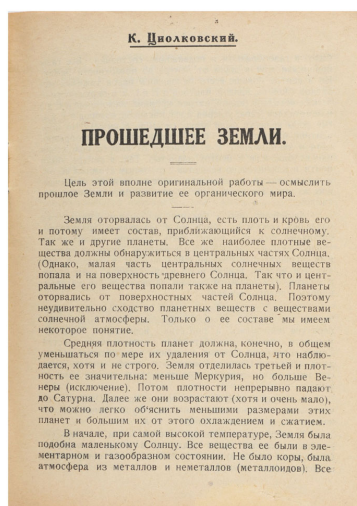 К. Циолковский.
ПРОШЕДШЕЕ ЗЕМЛИ.
Цель этой вполне оригинальной работы — осмыслить
прошлое Земли и развитие ее органического мира.
Земля оторвалась от Солнца, есть плоть и кровь его
и потому имеет состав, приближающийся к солнечному.
Так же и другие планеты. Все же наиболее плотные ве-
щества должны обнаружиться в центральных частях Солнца.
(Однако, малая часть центральных солнечных веществ
попала и на поверхность древнего Солнца. Так что и цент-
ральные его вещества попали также на планеты). Планеты
оторвались от поверхностных частей Солнца. Поэтому
неудивительно сходство планетных веществ с веществами
солнечной атмосферы. Только о ее составе мы имеем
некоторое понятие.
Средняя плотность планет должна, конечно, в общем
уменьшаться по мере их удаления от Солнца, что наблю-
дается, хотя и не строго. Земля отделилась третьей и плот-
ность ее значительна: меньше Меркурия, но больше Ве-
неры (исключение). Потом плотности непрерывно падают
до Сатурна. Далее же они возрастают (хотя и очень мало),
что можно легко об'яснить меньшими размерами этих
планет и большим их от этого охлаждением и сжатием.
В начале, при самой высокой температуре, Земля была
подобна маленькому Солнцу. Все вещества ее были в эле-
ментарном и газообразном состоянии. Не было коры, была
атмосфера из металлов и неметаллов (металлоидов). Все